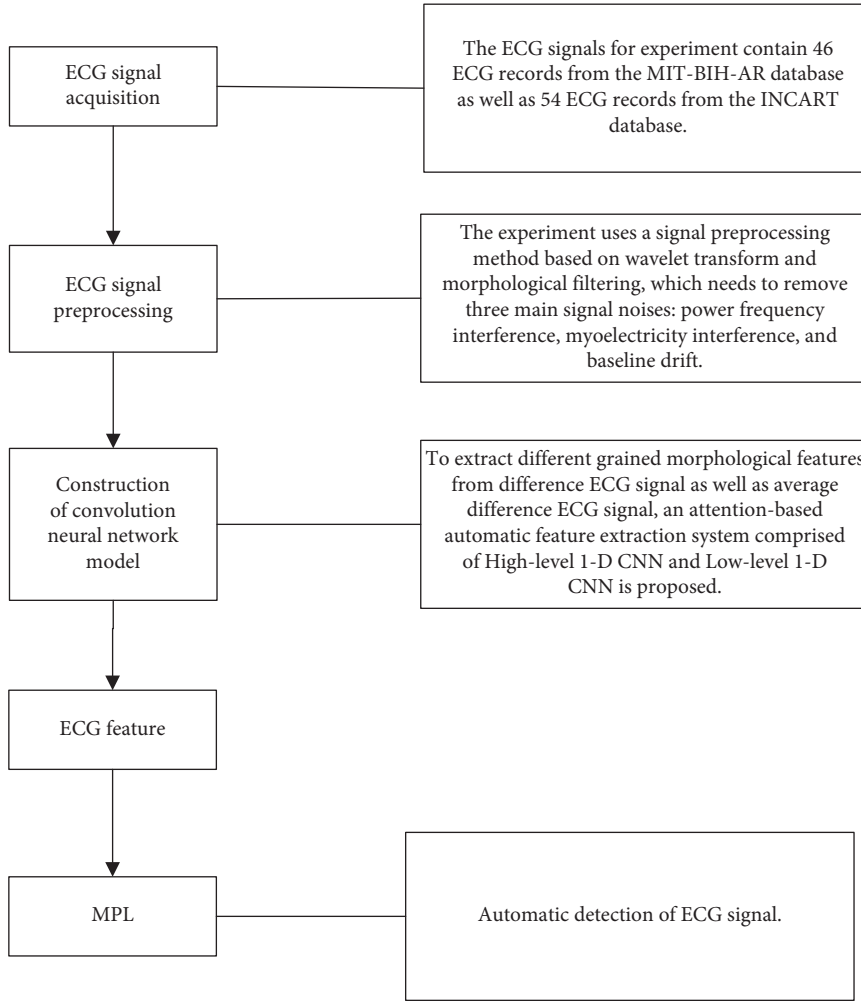 ECG signal
acquisition
The ECG signals for experiment contain 46
ECG records from the MIT-BIH-AR database
as well as 54 ECG records from the INCART
database.
ECG signal
preprocessing
The experiment uses a signal preprocessing
method based on wavelet transform and
morphological filtering, which needs to remove
three main signal noises: power frequency
interference, myoelectricity interference, and
baseline drift.
Construction
of convolution
neural network
model
To extract different grained morphological features
from difference ECG signal as well as average
difference ECG signal, an attention-based
automatic feature extraction system comprised
of High-level 1-D CNN and Low-level 1-D
CNN is proposed.
ECG feature
MPL
Automatic detection of ECG signal.